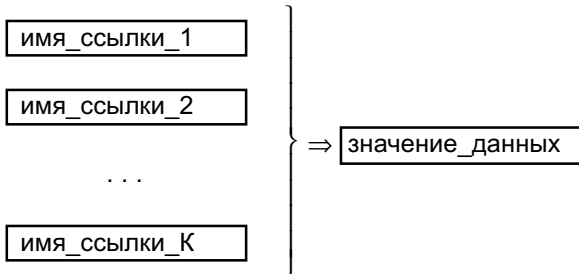 имя_ссылки_1
имя_ссылки_2
⇒ значение_данных
. . .
имя_ссылки_К